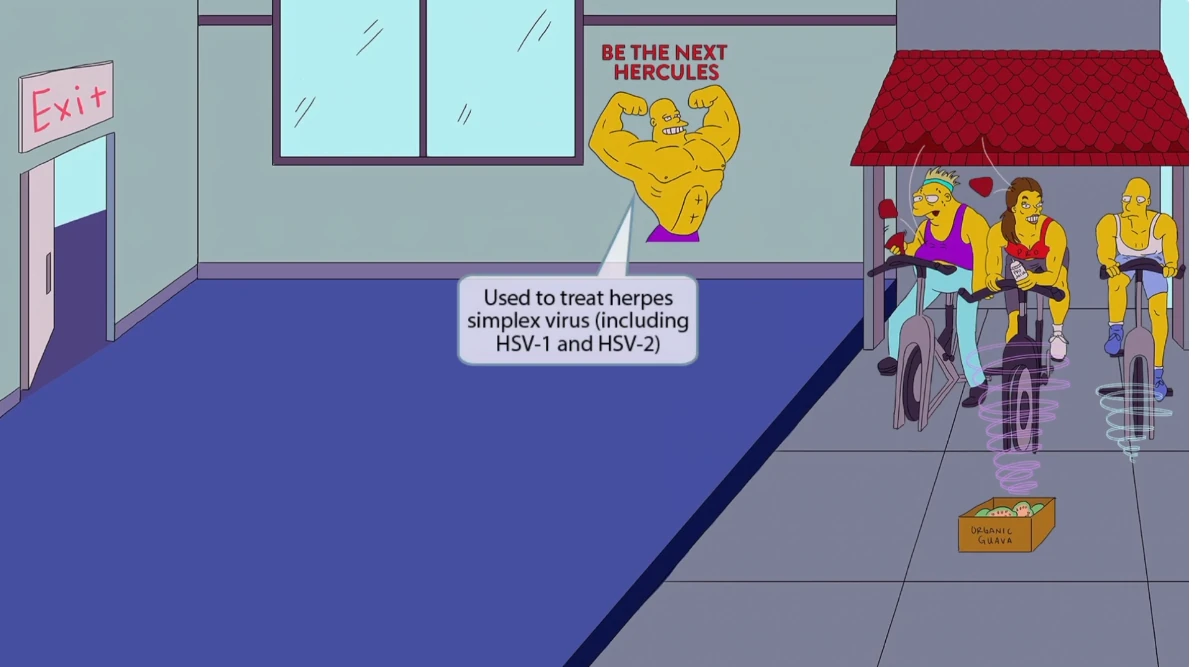 Exit
BE THE NEXT
HERCULES
Used to treat herpes
simplex virus (including
HSV-1 and HSV-2)
PRO
ORGANIC
GUAVA